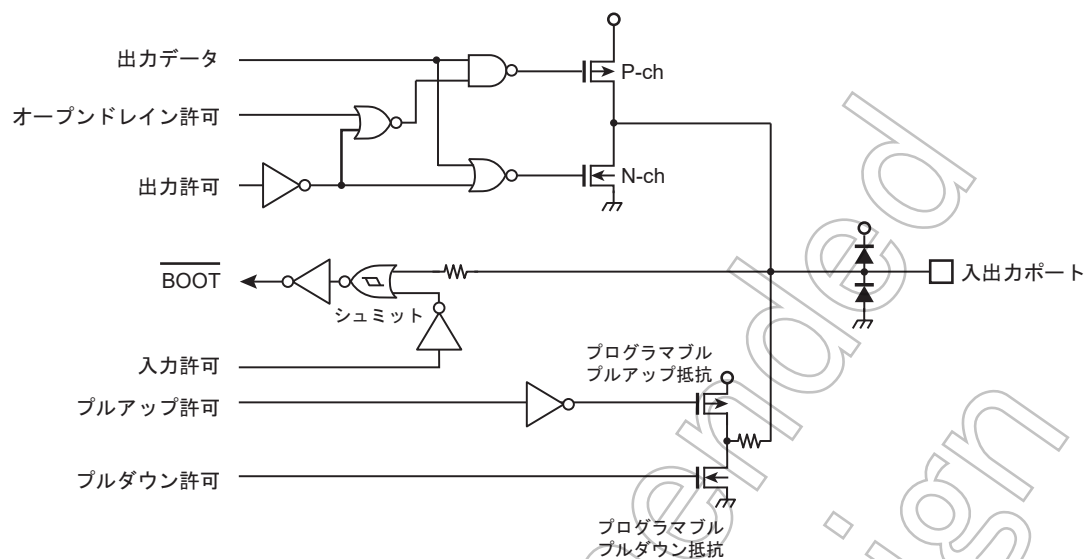 出力データ
P-ch
オープンドレイン許可
N-ch
出力許可
BOOT
入出力ポート
シュミット
プログラマブル
プルアップ抵抗
入力許可
プルアップ許可
プルダウン許可
プログラマブル
プルダウン抵抗
ended
ign